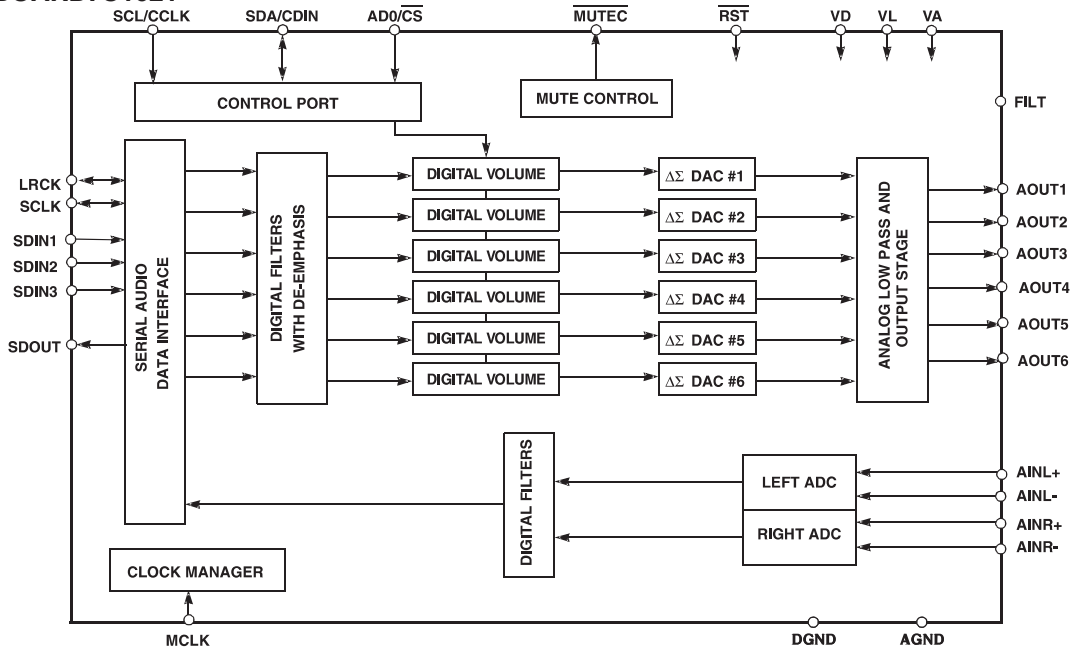 SCL/CCLK SDA/CDIN AD0/CS MUTEC RST VD VL VA
CONTROL PORT
MUTE CONTROL
FILT
LRCK
SCLK
SDIN1
SDIN2
SDIN3
SDOUT
SERIAL AUDIO
DATA INTERFACE
DIGITAL FILTERS
WITH DE-EMPHASIS
DIGITAL VOLUME
DIGITAL VOLUME
DIGITAL VOLUME
DIGITAL VOLUME
DIGITAL VOLUME
DIGITAL VOLUME
ΔΣ DAC #1
ΔΣ DAC #2
ΔΣ DAC #3
ΔΣ DAC #4
ΔΣ DAC #5
ΔΣ DAC #6
ANALOG LOW PASS AND
OUTPUT STAGE
AOUT1
AOUT2
AOUT3
AOUT4
AOUT5
AOUT6
DIGITAL FILTERS
LEFT ADC
RIGHT ADC
AINL+
AINL-
AINR+
AINR-
CLOCK MANAGER
MCLK
DGND
AGND